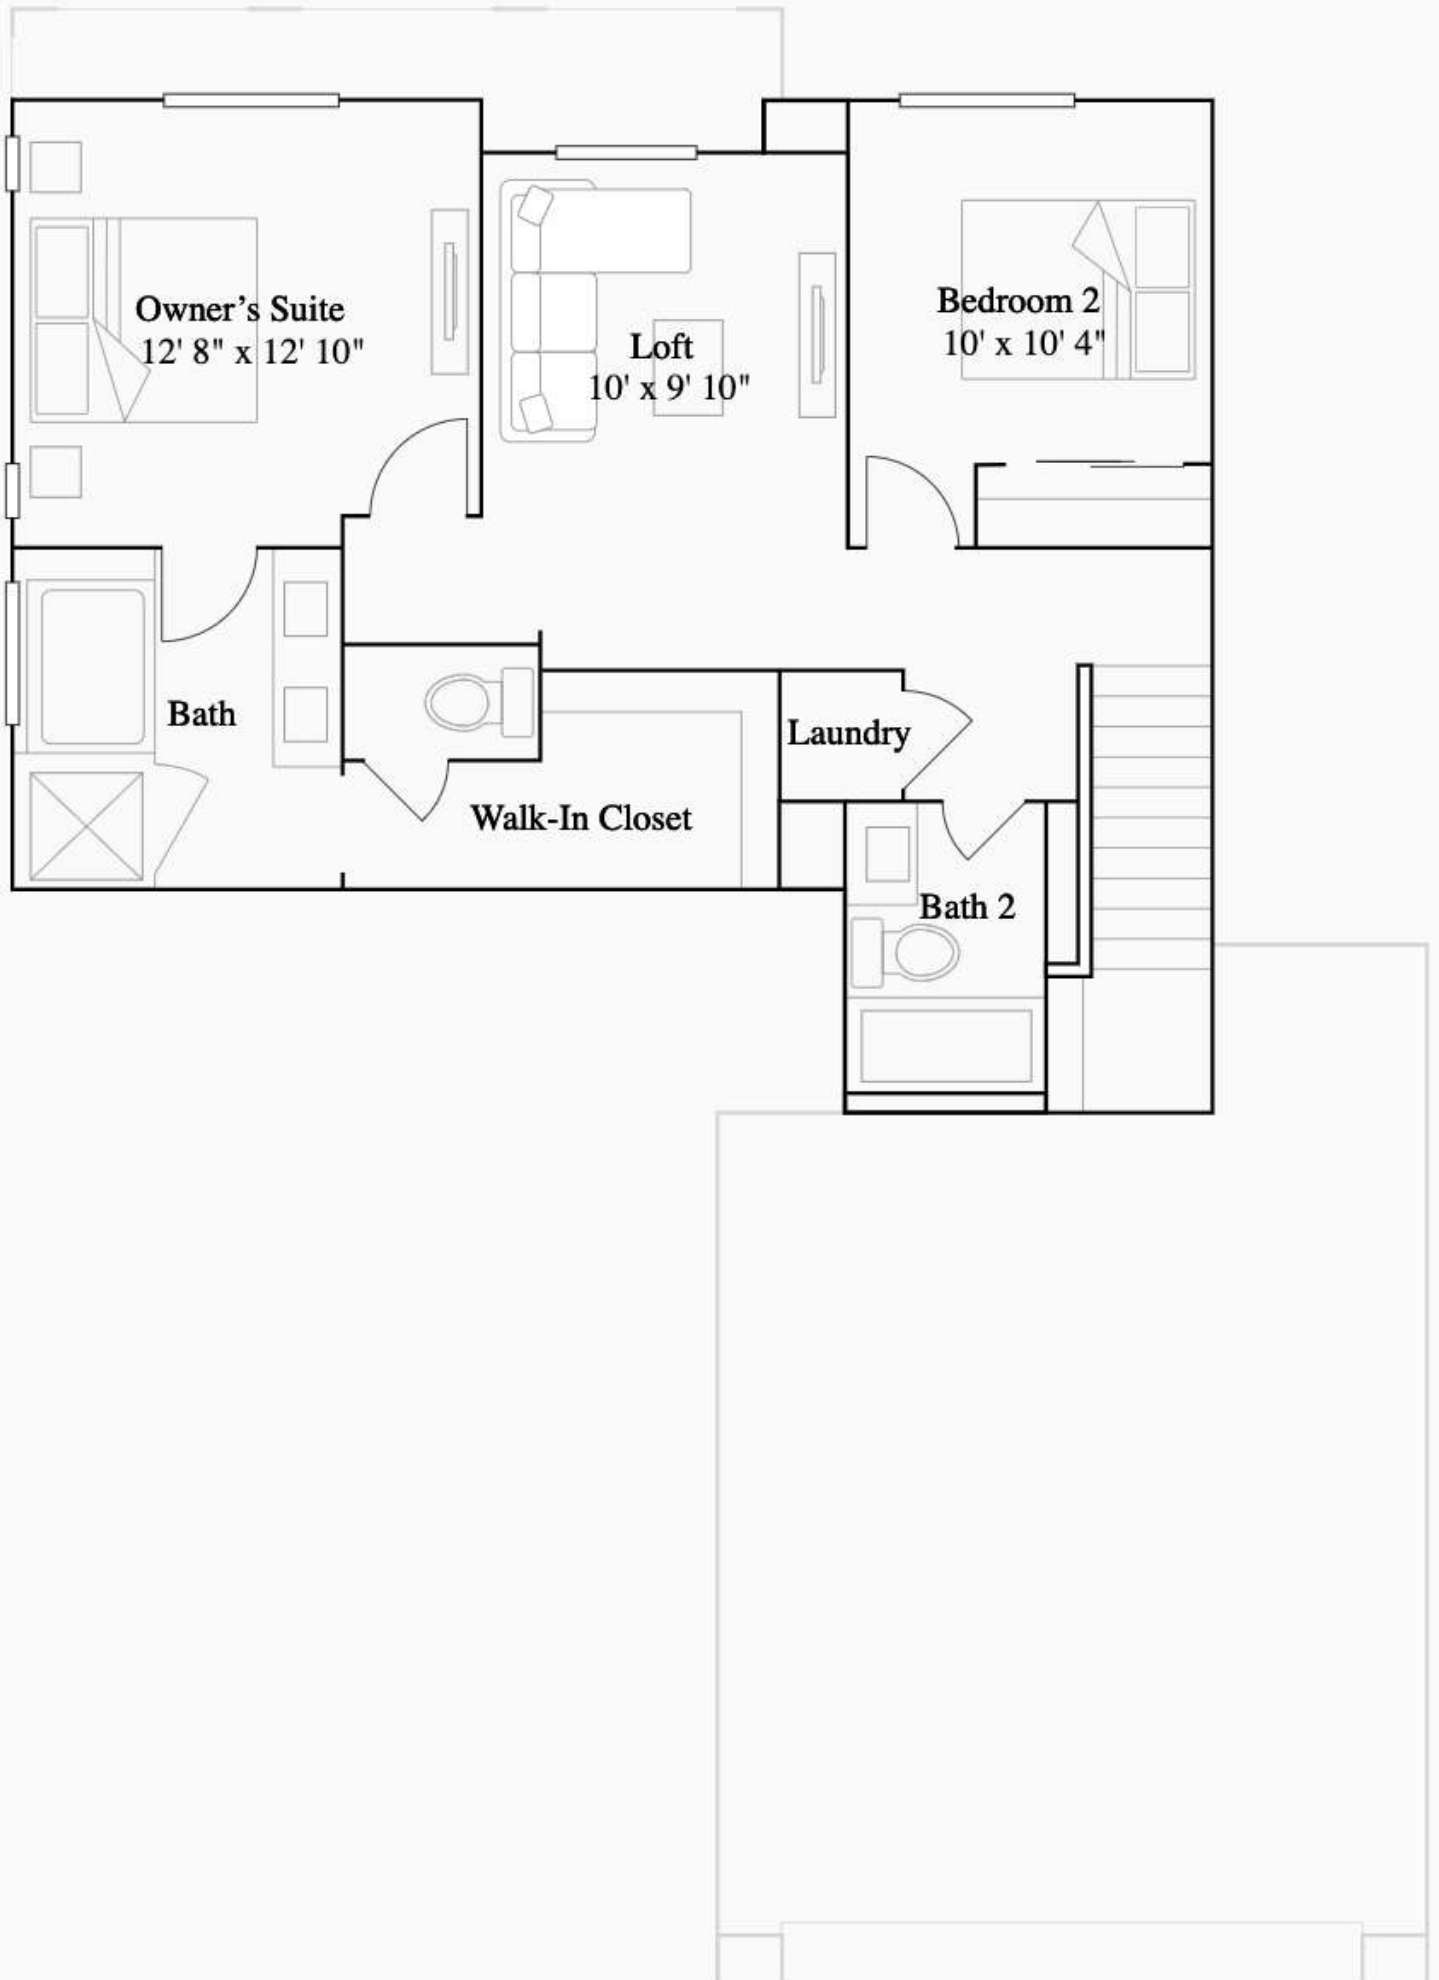 Owner’s Suite
12' 8" x 12' 10"
Loft
10' x 9' 10"
Bedroom 2
10' x 10' 4"
Bath
Laundry
Walk-In Closet
Bath 2